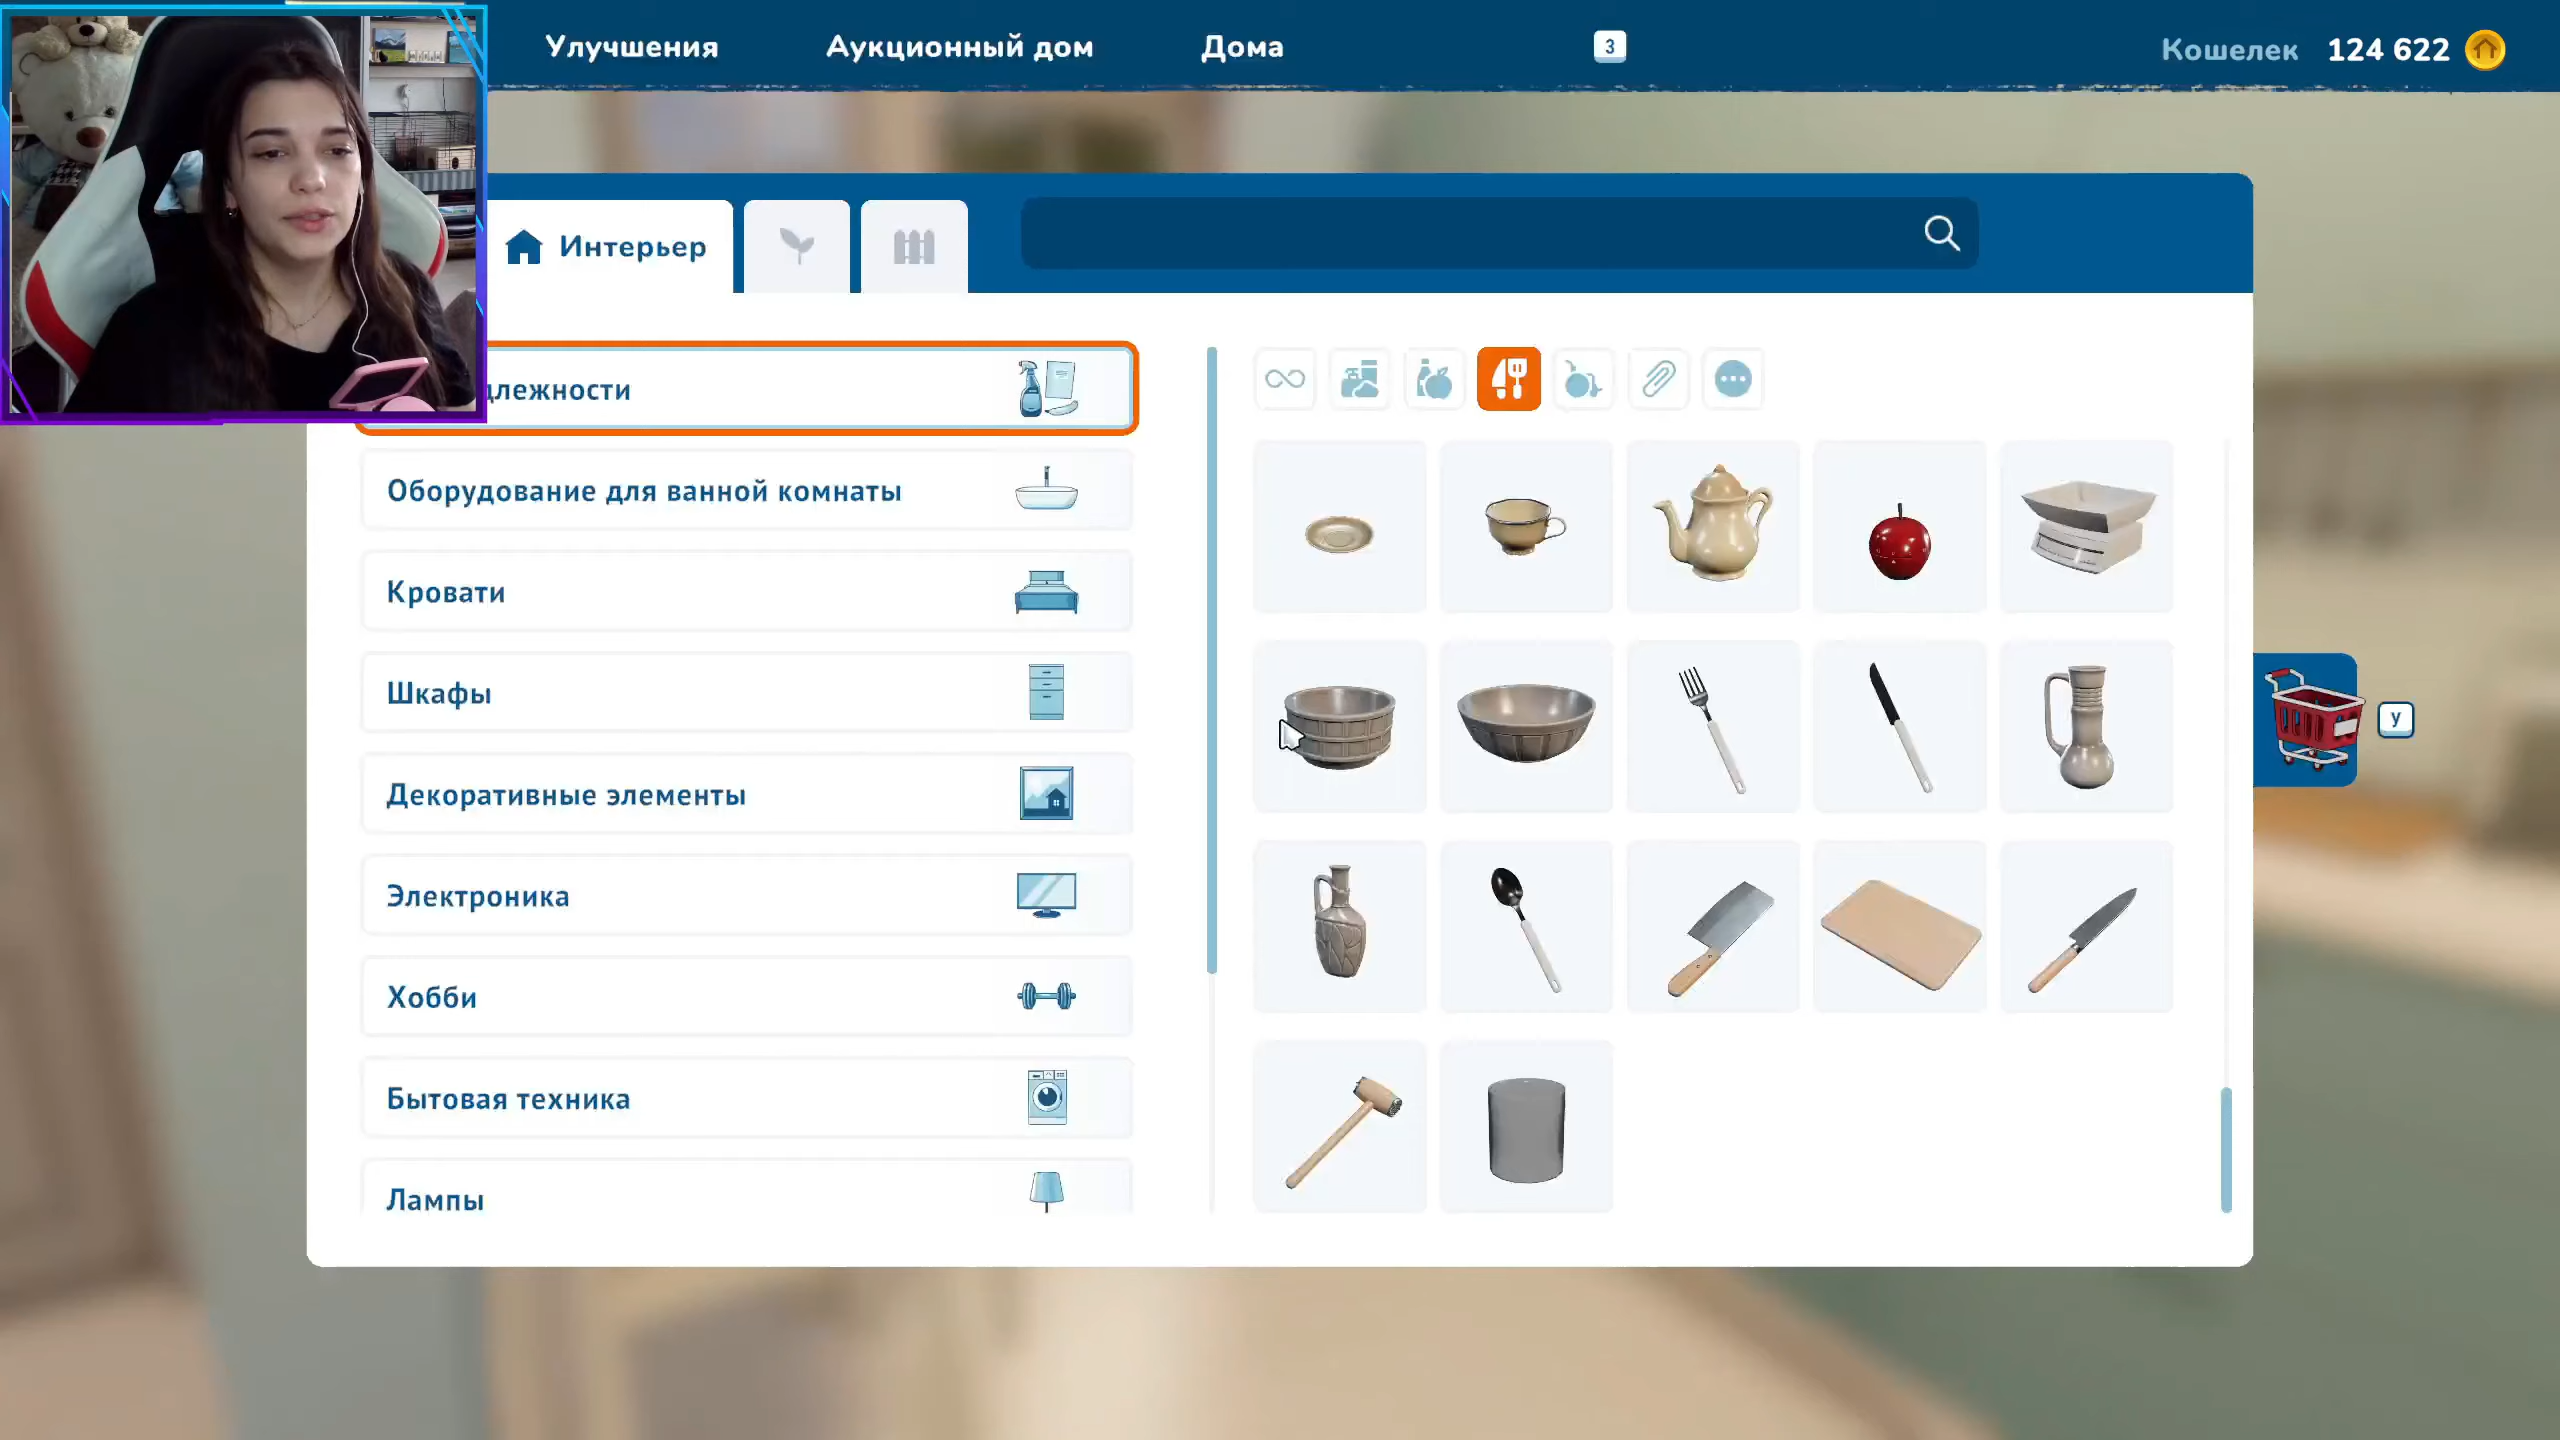 Улучшения
Аукционный дом
Дома
3
Кошелек 124 622
Интерьер
длежности
Оборудование для ванной комнаты
Кровати
Шкафы
Декоративные элементы
Электроника
Хобби
Бытовая техника
Лампы
y